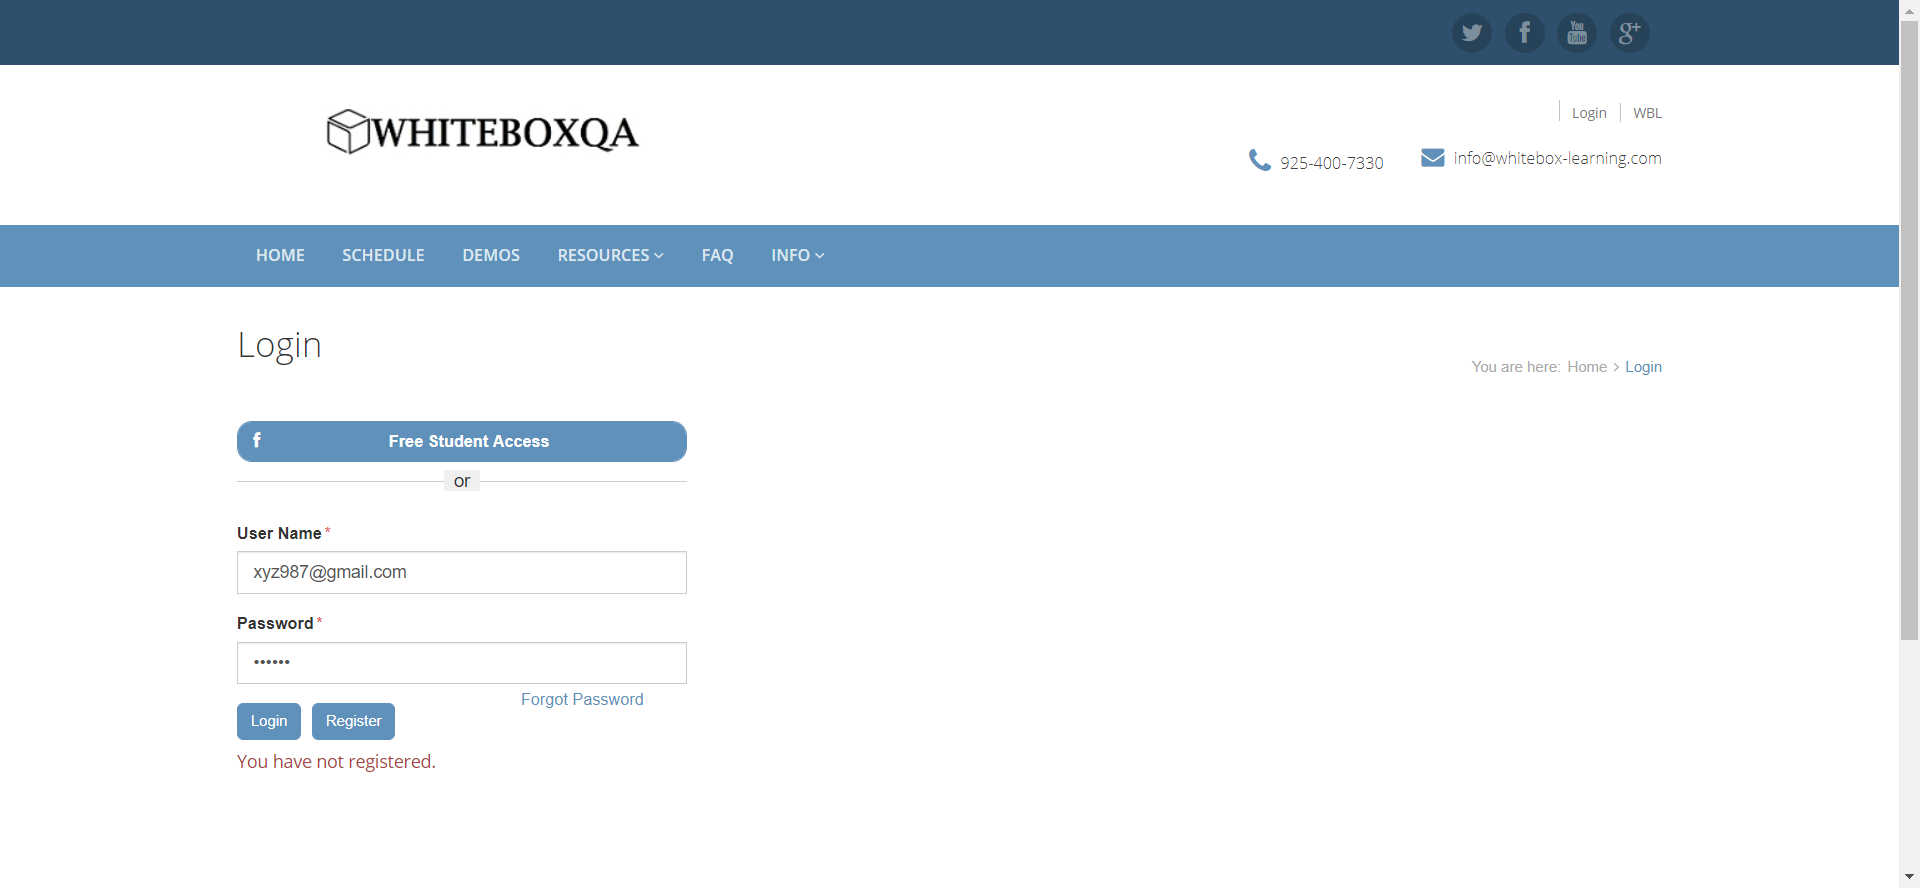 You
Tube
g+
WHITEBOXQA
Login
WBL
925-400-7330
info@whitebox-learning.com
HOME
SCHEDULE
DEMOS
RESOURCES
FAQ
INFO
Login
You are here: Home > Login
f Free Student Access
or
User Name*
xyz987@gmail.com
Password*
••••••
Forgot Password
Login
Register
You have not registered.